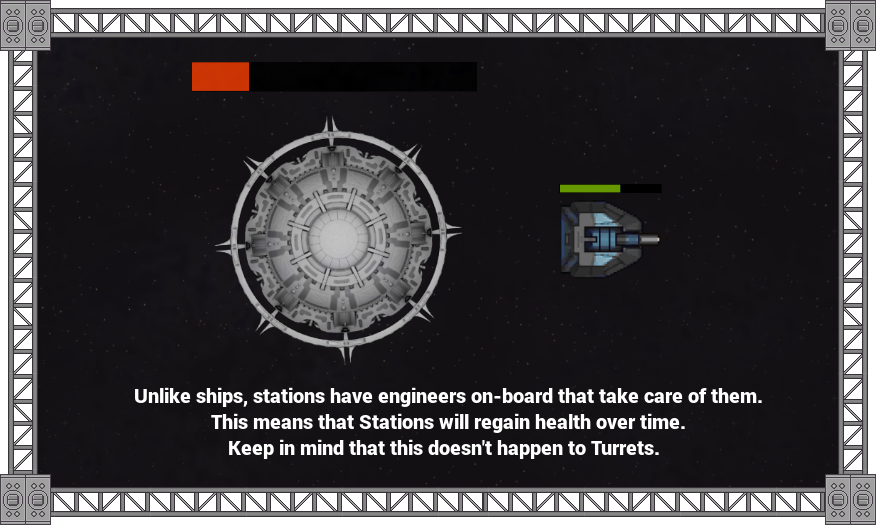 Unlike ships, stations have engineers on-board that take care of them.
This means that Stations will regain health over time.
Keep in mind that this doesn't happen to Turrets.